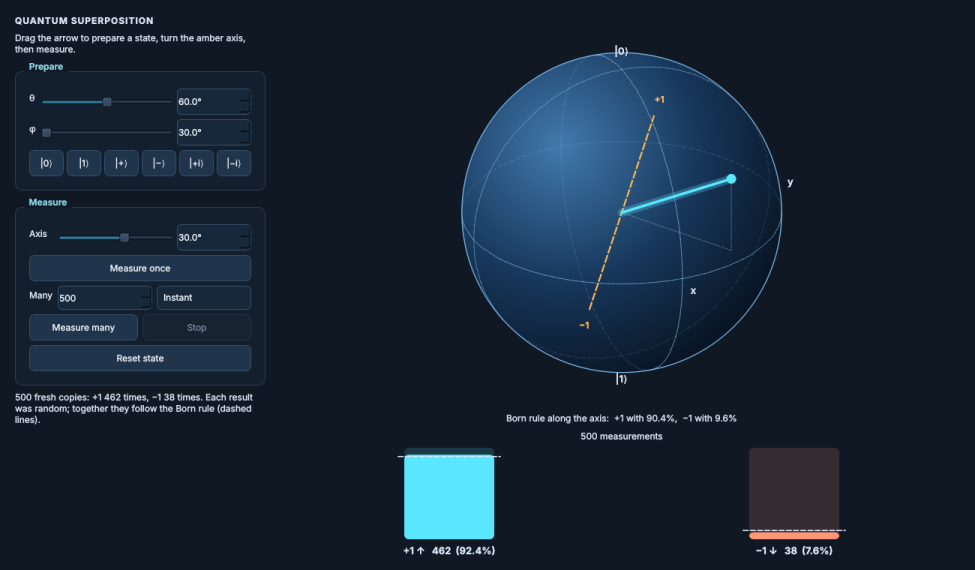 QUANTUM SUPERPOSITION
Drag the arrow to prepare a state, turn the amber axis,
then measure.
Prepare
θ
60.0°
φ
30.0°
|0⟩ |1⟩ |+⟩ |−⟩ |+i⟩ |−i⟩
Measure
Axis
30.0°
Measure once
Many 500 Instant
Measure many Stop
Reset state
500 fresh copies: +1 462 times, −1 38 times. Each result
was random; together they follow the Born rule (dashed
lines).
|0⟩
+1
y
x
−1
|1⟩
Born rule along the axis: +1 with 90.4%, −1 with 9.6%
500 measurements
+1 ↑ 462 (92.4%)
−1 ↓ 38 (7.6%)